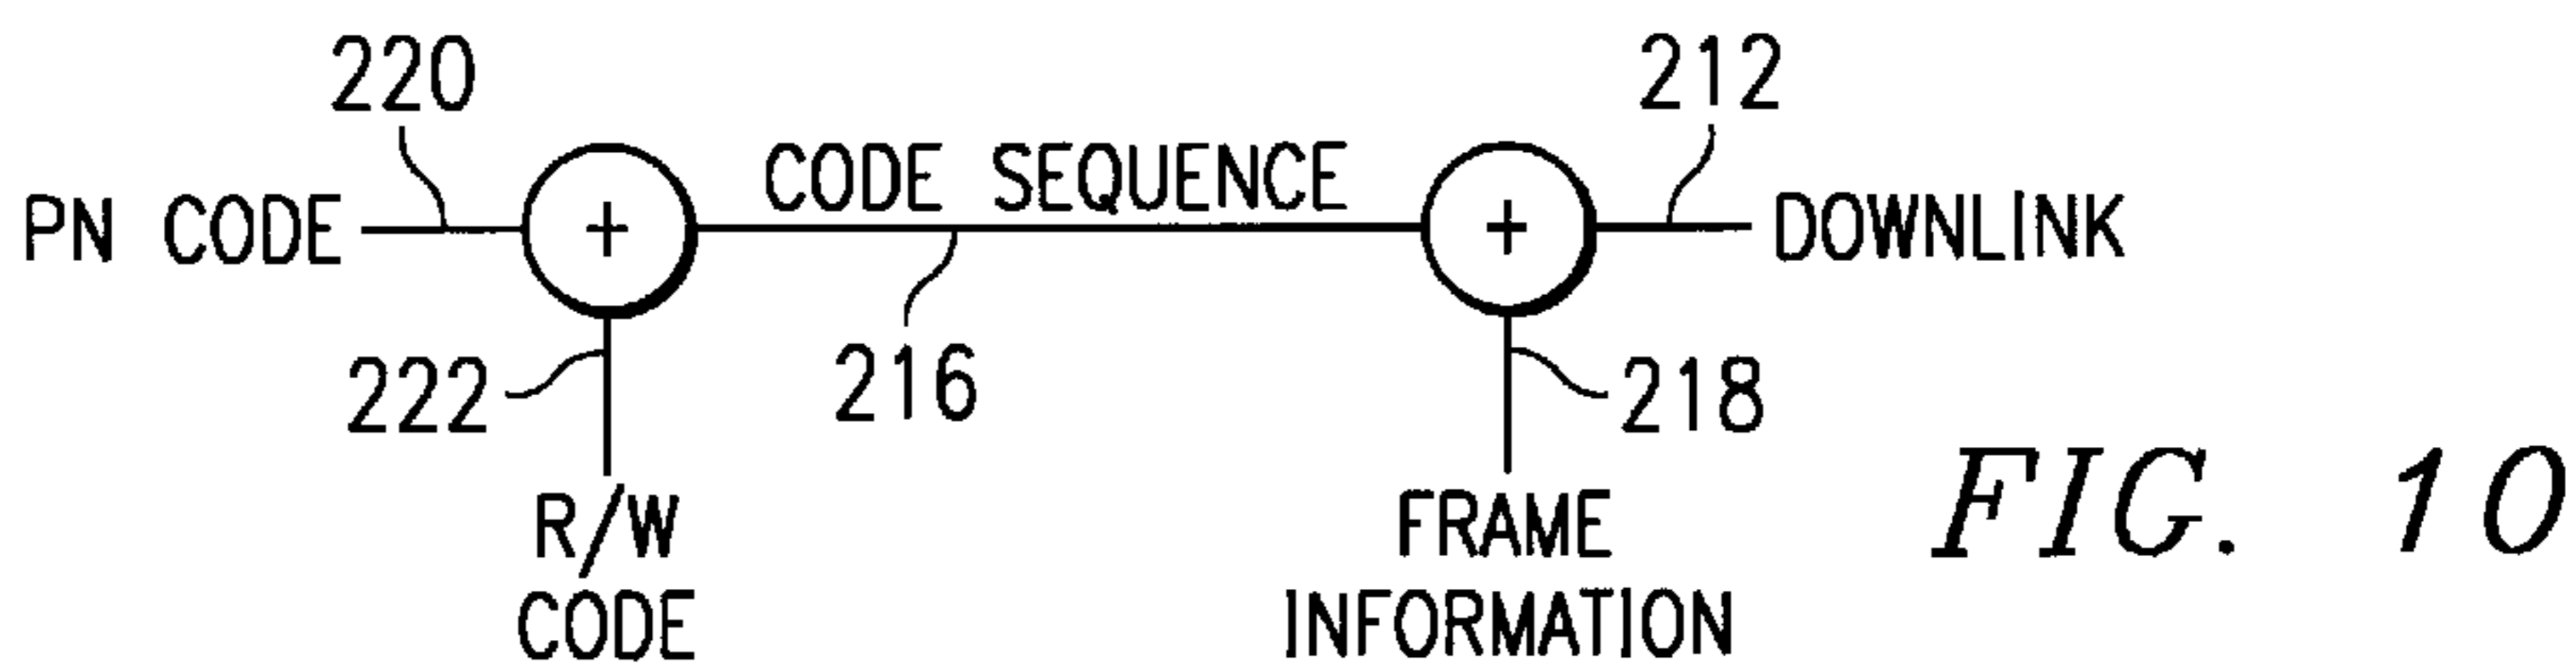 220
212
CODE SEQUENCE
PN CODE
+
+
DOWNLINK
222
216
218
R/W
CODE
FRAME
INFORMATION
FIG. 10